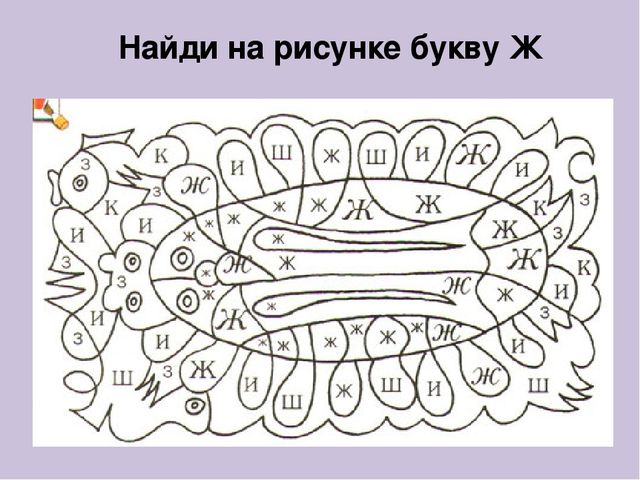 Найди на рисунке букву Ж
З К И Ш Ж Ш И Ж И
З Ж К З
К И Ж Ж Ж Ж Ж Ж Ж Ж З
И Ж Ж
З З Ж Ж Ж Ж К
Ж Ж Ж И
И Ж Ж З
З И Ж Ж Ж Ж Ж Ж Ж И
Ш З Ж И Ш Ж Ш И Ж Ш